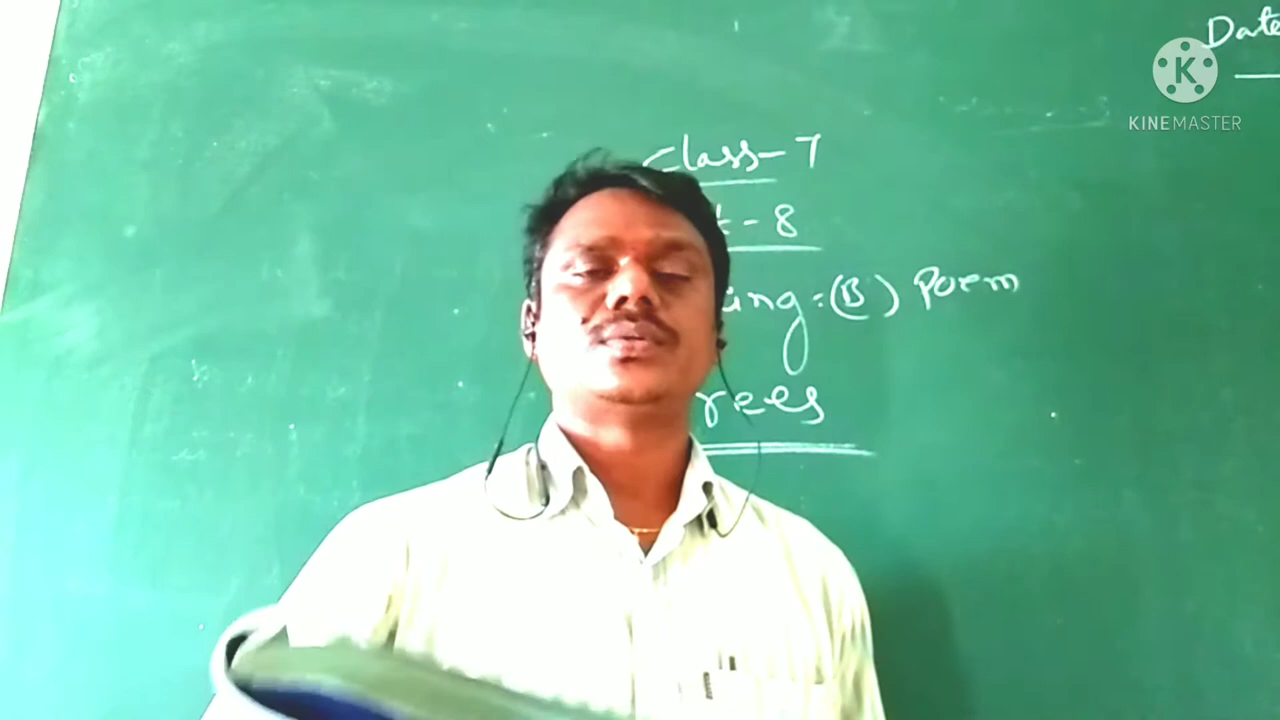 Date
KINEMASTER
Class-7
t-8
ing:(B) Poem
rees